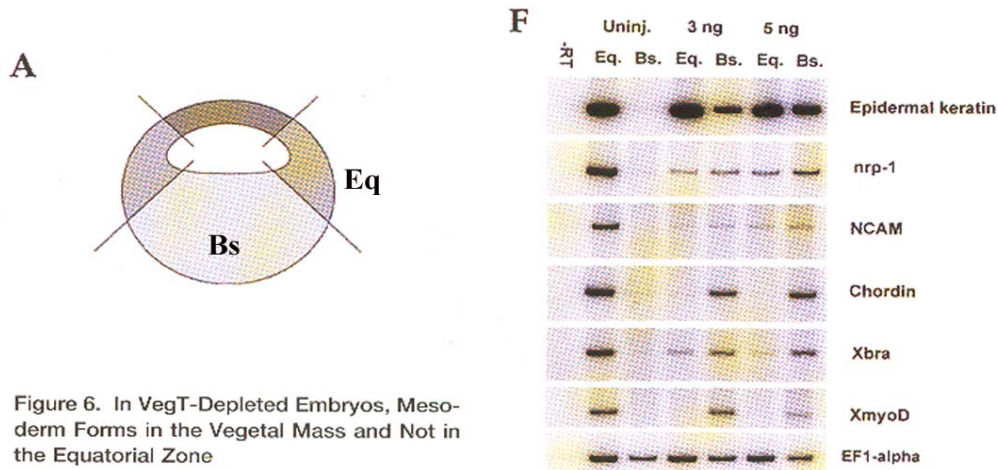 A
Eq
Bs
Figure 6. In VegT-Depleted Embryos, Meso-
derm Forms in the Vegetal Mass and Not in
the Equatorial Zone
F
Uninj. 3 ng 5 ng
-RT Eq. Bs. Eq. Bs. Eq. Bs.
Epidermal keratin
nrp-1
NCAM
Chordin
Xbra
XmyoD
EF1-alpha